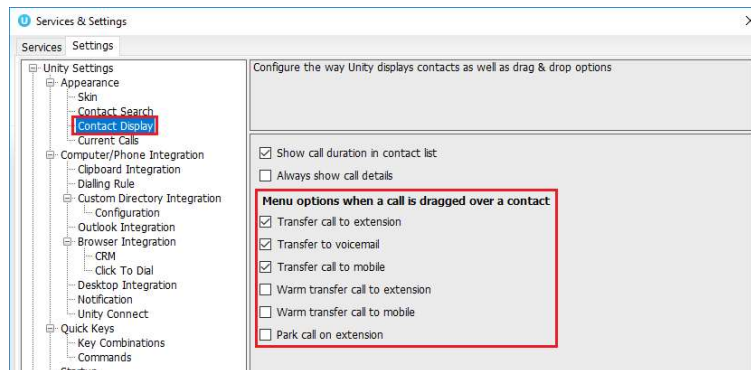 Services & Settings
Services Settings
Unity Settings
Appearance
Skin
Contact Search
Contact Display
Current Calls
Computer/Phone Integration
Clipboard Integration
Dialling Rule
Custom Directory Integration
Configuration
Outlook Integration
Browser Integration
CRM
Click To Dial
Desktop Integration
Notification
Unity Connect
Quick Keys
Key Combinations
Commands
Configure the way Unity displays contacts as well as drag & drop options
Show call duration in contact list
Always show call details
Menu options when a call is dragged over a contact
Transfer call to extension
Transfer to voicemail
Transfer call to mobile
Warm transfer call to extension
Warm transfer call to mobile
Park call on extension